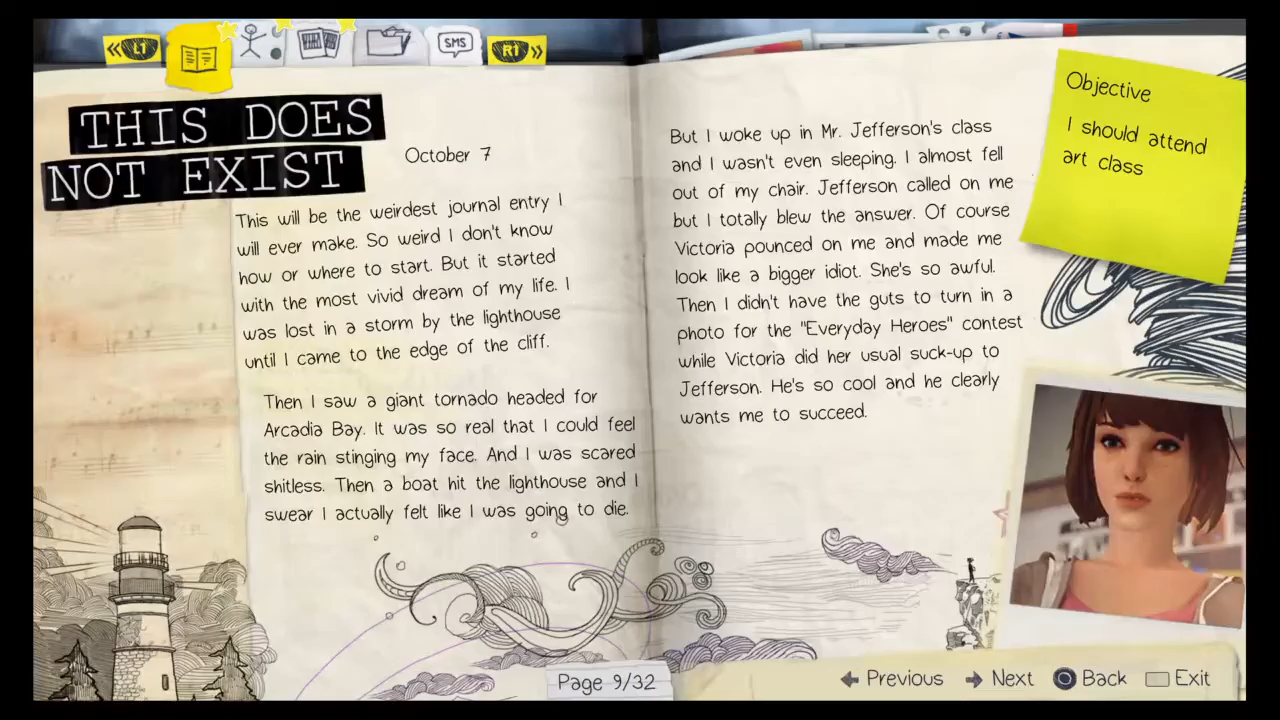 L1
SMS
R1
THIS DOES
NOT EXIST
October 7
This will be the weirdest journal entry I
will ever make. So weird I don't know
how or where to start. But it started
with the most vivid dream of my life. I
was lost in a storm by the lighthouse
until I came to the edge of the cliff.
Then I saw a giant tornado headed for
Arcadia Bay. It was so real that I could feel
the rain stinging my face. And I was scared
shitless. Then a boat hit the lighthouse and I
swear I actually felt like I was going to die.
But I woke up in Mr. Jefferson's class
and I wasn't even sleeping. I almost fell
out of my chair. Jefferson called on me
but I totally blew the answer. Of course
Victoria pounced on me and made me
look like a bigger idiot. She's so awful.
Then I didn't have the guts to turn in a
photo for the "Everyday Heroes" contest
while Victoria did her usual suck-up to
Jefferson. He's so cool and he clearly
wants me to succeed.
Objective
I should attend
art class
Page 9/32
Previous
Next
Back
Exit